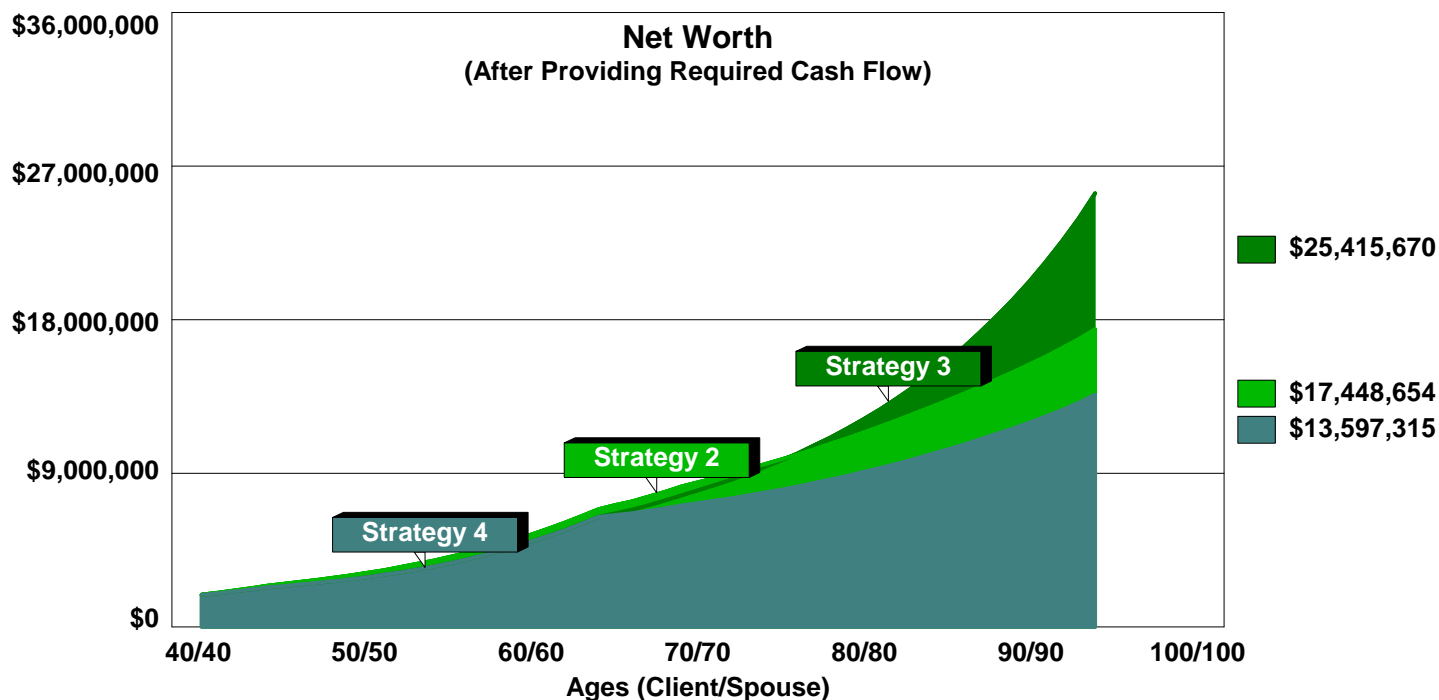 Net Worth
(After Providing Required Cash Flow)
$36,000,000
$27,000,000
$18,000,000
$9,000,000
$0
Strategy 3
Strategy 2
Strategy 4
$25,415,670
$17,448,654
$13,597,315
40/40 50/50 60/60 70/70 80/80 90/90 100/100
Ages (Client/Spouse)